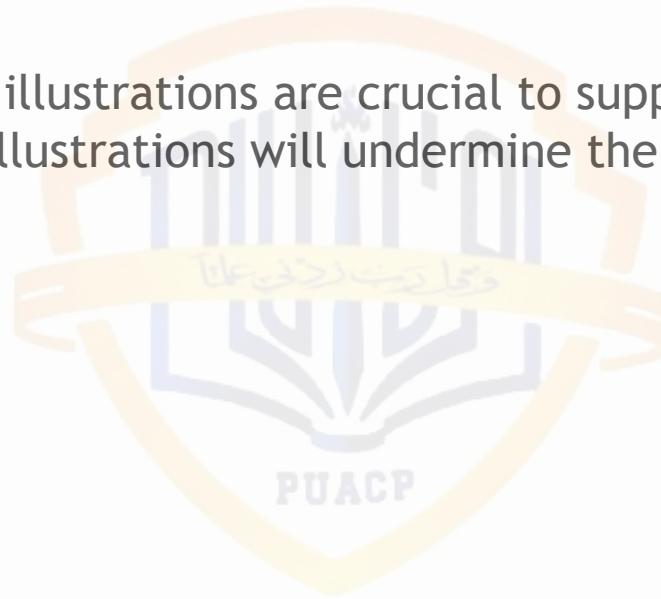 illustrations are crucial to supp
llustrations will undermine the
وَقُل رَّبِّ زِدْنِي عِلْمًا
PUACP